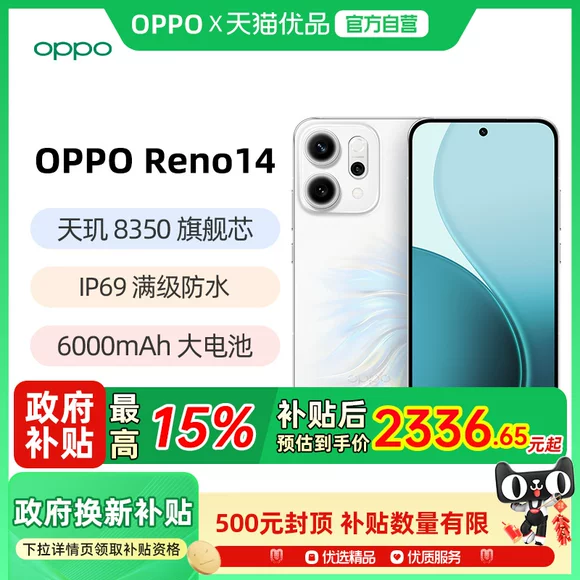 OPPO X 天猫优品 官方自营
oppo
OPPO Reno14
天玑 8350 旗舰芯
IP69 满级防水
6000mAh 大电池
oppo
政府补贴
最高 15%
补贴后
预估到手价 2336.65元起
政府换新补贴
下拉详情页领取补贴资格
500元封顶 补贴数量有限
优选精品 优质服务